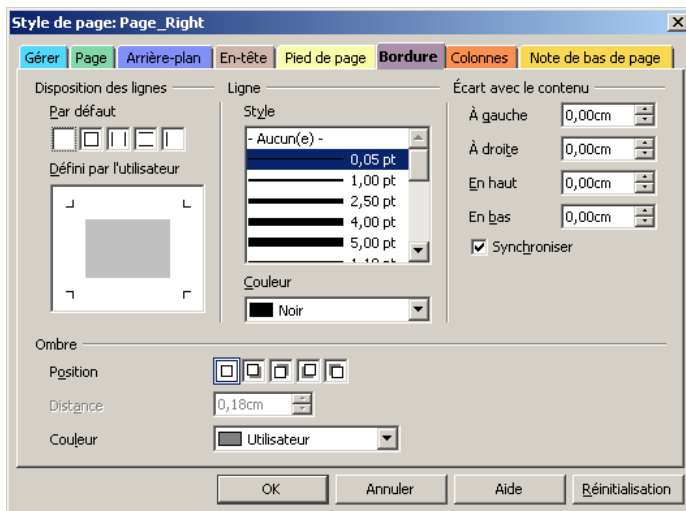 Style de page: Page_Right
Gérer Page Arrière-plan En-tête Pied de page Bordure Colonnes Note de bas de page
Disposition des lignes
Par défaut
Défini par l'utilisateur
Ligne
Style
- Aucun(e) -
0,05 pt
1,00 pt
2,50 pt
4,00 pt
5,00 pt
Couleur
Noir
Écart avec le contenu
À gauche 0,00cm
À droite 0,00cm
En haut 0,00cm
En bas 0,00cm
Synchroniser
Ombre
Position
Distance 0,18cm
Couleur Utilisateur
OK Annuler Aide Réinitialisation